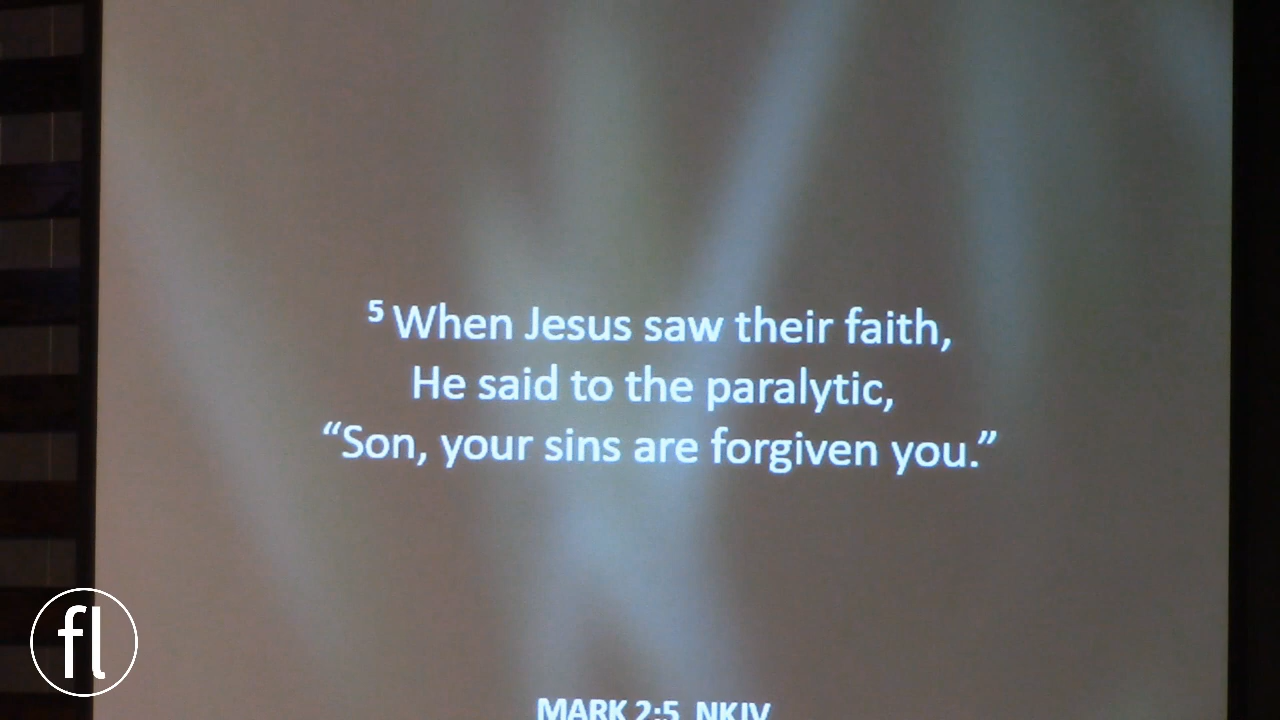 ⁵ When Jesus saw their faith,
He said to the paralytic,
“Son, your sins are forgiven you.”
MARK 2:5 NKJV
fl